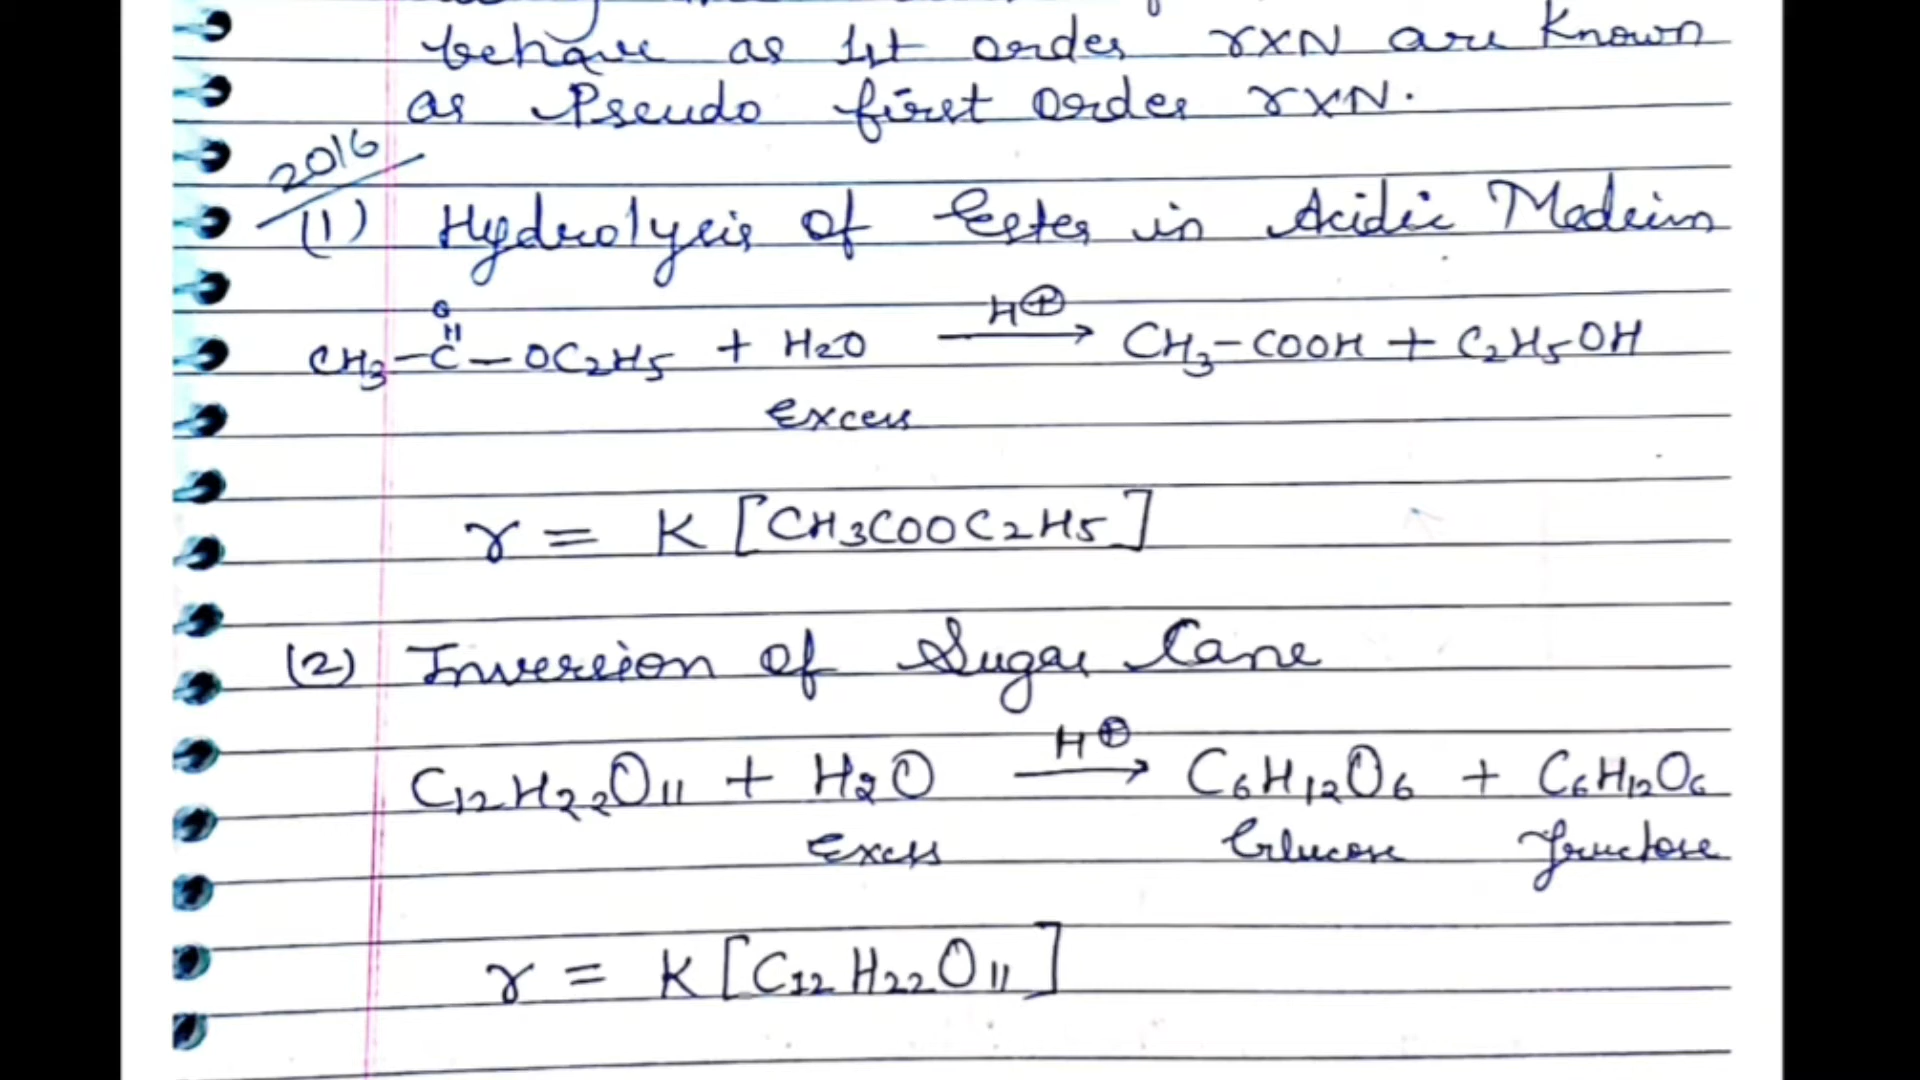 behave as 1st order rXN are Known
as Pseudo first Order rXN.
2016
(1) Hydrolysis of Ester in Acidic Medium
O
||
CH3-C-OC2H5 + H2O H⊕ → CH3-COOH + C2H5OH
Excess
r = K [CH3COOC2H5]
(2) Inversion of Sugar Cane
C12H22O11 + H2O H⊕ → C6H12O6 + C6H12O6
Excess Glucose fructose
r = K [C12H22O11]